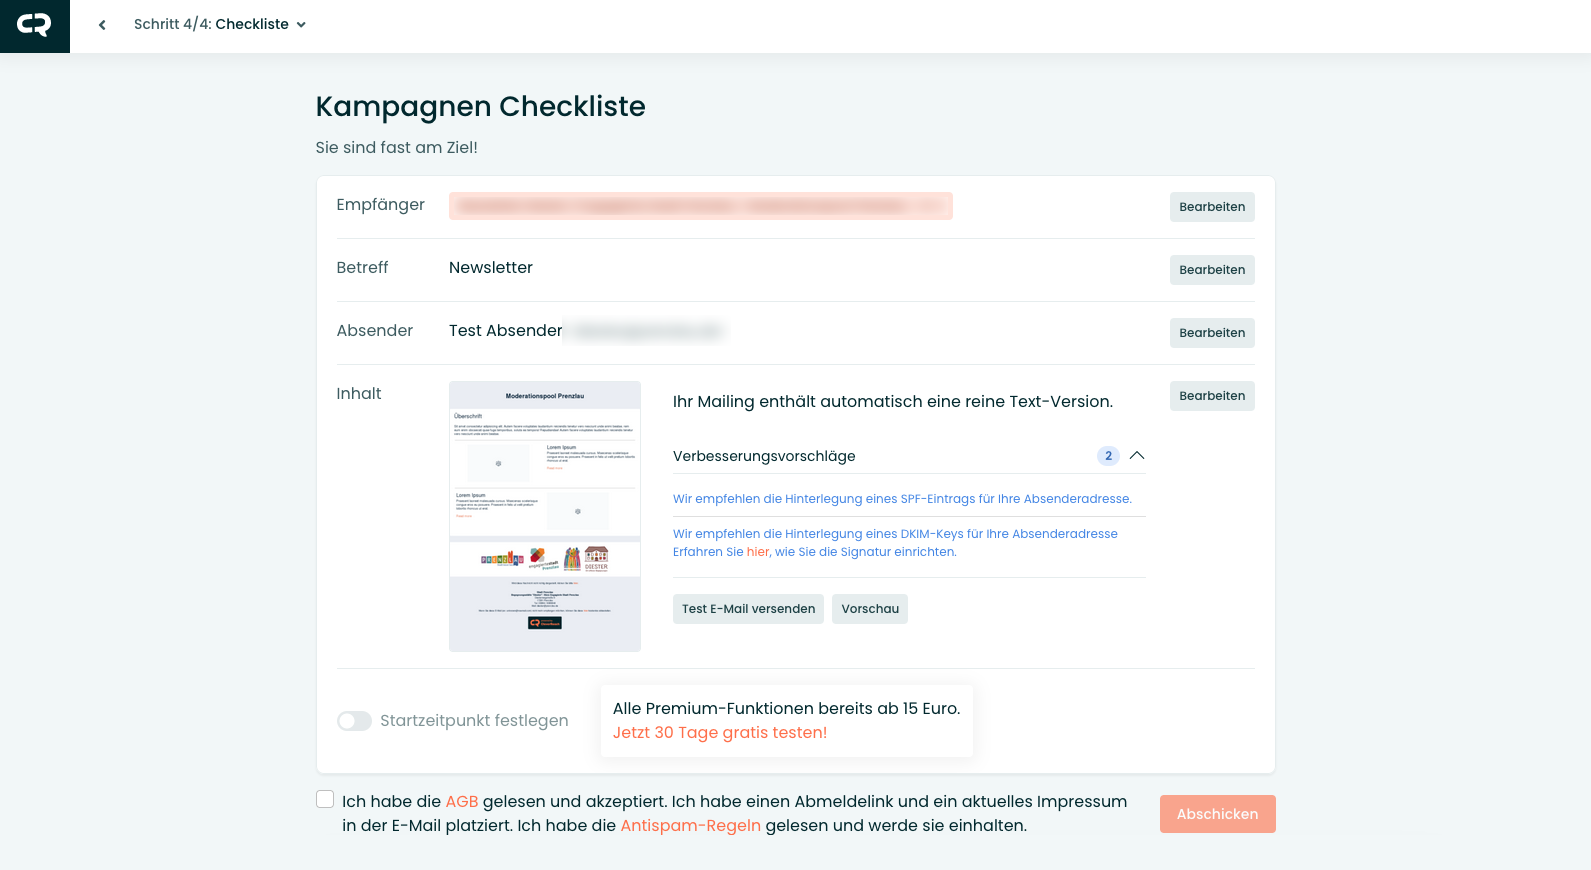 Schritt 4/4: Checkliste
Kampagnen Checkliste
Sie sind fast am Ziel!
Empfänger
Bearbeiten
Betreff
Newsletter
Bearbeiten
Absender
Test Absender
Bearbeiten
Inhalt
Moderationspool Prenzlau
Überschrift
Lorem Ipsum
Lorem Ipsum
PRENZLAU
Ihr Mailing enthält automatisch eine reine Text-Version.
Bearbeiten
Verbesserungsvorschläge
2
Wir empfehlen die Hinterlegung eines SPF-Eintrags für Ihre Absenderadresse.
Wir empfehlen die Hinterlegung eines DKIM-Keys für Ihre Absenderadresse
Erfahren Sie hier, wie Sie die Signatur einrichten.
Test E-Mail versenden
Vorschau
Startzeitpunkt festlegen
Alle Premium-Funktionen bereits ab 15 Euro.
Jetzt 30 Tage gratis testen!
Ich habe die AGB gelesen und akzeptiert. Ich habe einen Abmeldelink und ein aktuelles Impressum
in der E-Mail platziert. Ich habe die Antispam-Regeln gelesen und werde sie einhalten.
Abschicken